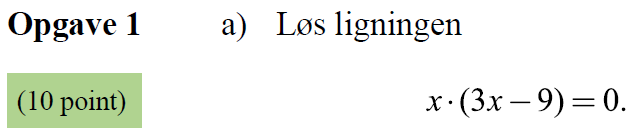 Opgave 1 a) Løs ligningen
(10 point) x·(3x−9)=0.